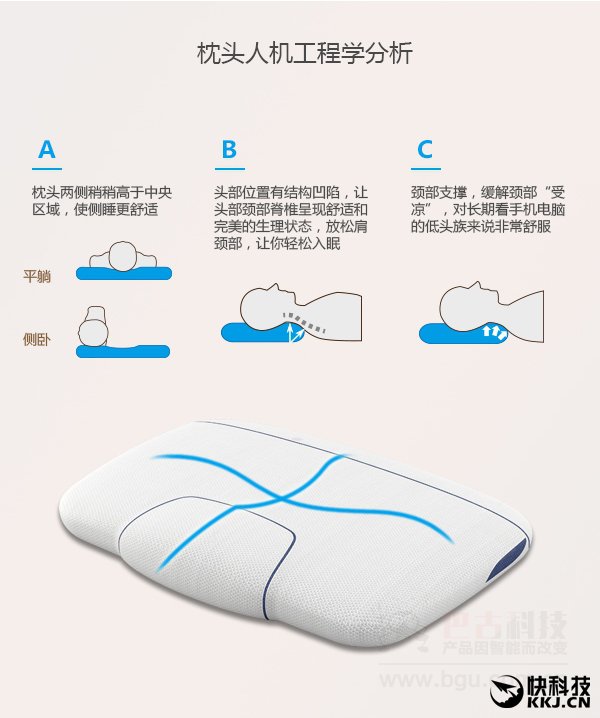 枕头人机工程学分析
A
枕头两侧稍稍高于中央
区域，使侧睡更舒适
平躺
侧卧
B
头部位置有结构凹陷，让
头部颈部脊椎呈现舒适和
完美的生理状态，放松肩
颈部，让你轻松入眠
C
颈部支撑，缓解颈部“受
凉”，对长期看手机电脑
的低头族来说非常舒服
巴古科技
产品因智能而改变
www.bgu.com
快科技
KKJ.CN